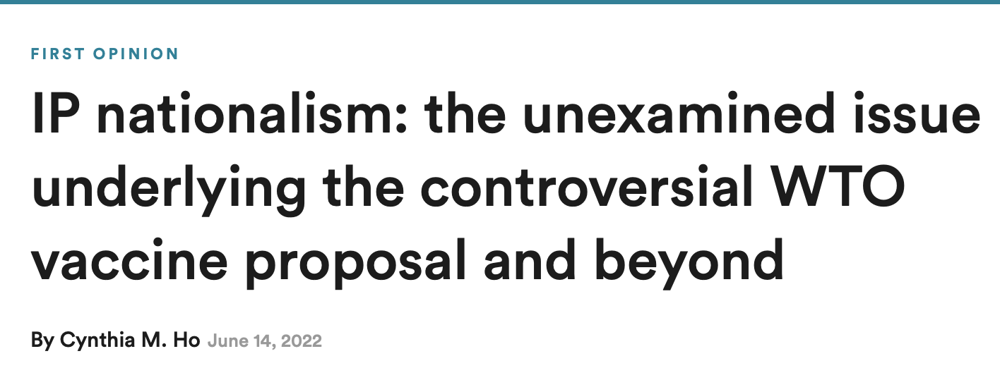 FIRST OPINION
IP nationalism: the unexamined issue
underlying the controversial WTO
vaccine proposal and beyond
By Cynthia M. Ho June 14, 2022